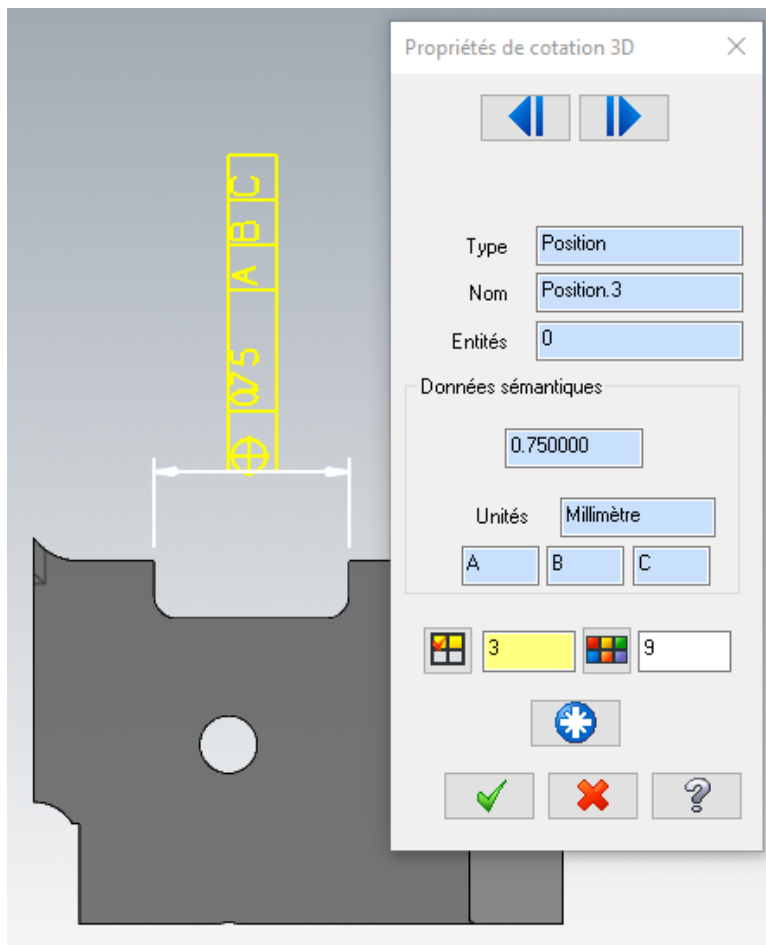 Propriétés de cotation 3D
Type Position
Nom Position.3
Entités 0
Données sémantiques
0.750000
Unités Millimètre
A B C
3 9
0.75 A B C